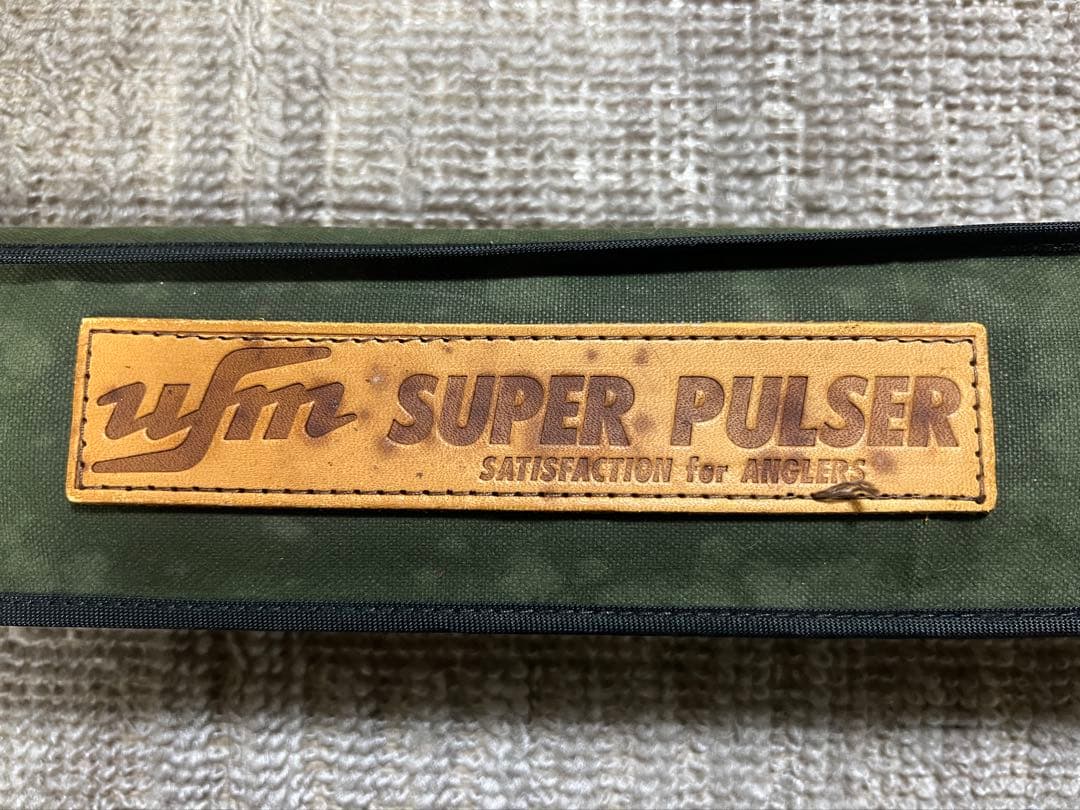 ufm SUPER PULSER
SATISFACTION for ANGLERS